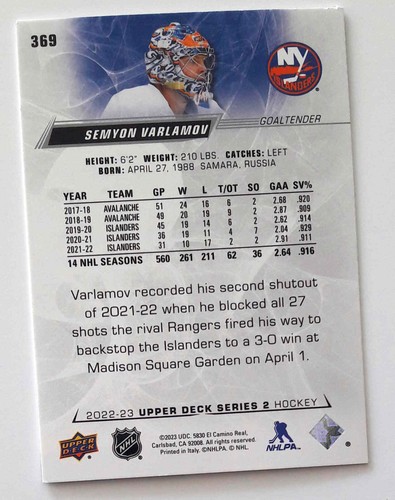 369
NY
ISLANDERS
GOALTENDER
SEMYON VARLAMOV
HEIGHT: 6'2" WEIGHT: 210 LBS. CATCHES: LEFT
BORN: APRIL 27, 1988 SAMARA, RUSSIA
YEAR TEAM GP W L T/OT SO GAA SV%
2017-18 AVALANCHE 51 24 16 6 2 2.68 .920
2018-19 AVALANCHE 49 20 19 9 2 2.87 .909
2019-20 ISLANDERS 45 19 14 6 2 2.62 .914
2020-21 ISLANDERS 36 19 11 4 7 2.04 .929
2021-22 ISLANDERS 31 10 17 2 2 2.91 .911
14 NHL SEASONS 560 261 211 62 36 2.64 .916
Varlamov recorded his second shutout
of 2021-22 when he blocked all 27
shots the rival Rangers fired his way to
backstop the Islanders to a 3-0 win at
Madison Square Garden on April 1.
2022-23 UPPER DECK SERIES 2 HOCKEY
UPPER DECK
NHL
NHLPA
©2023 UDC. 5830 El Camino Real,
Carlsbad, CA 92008. All rights reserved.
Printed in Italy. ©NHLPA. © NHL.